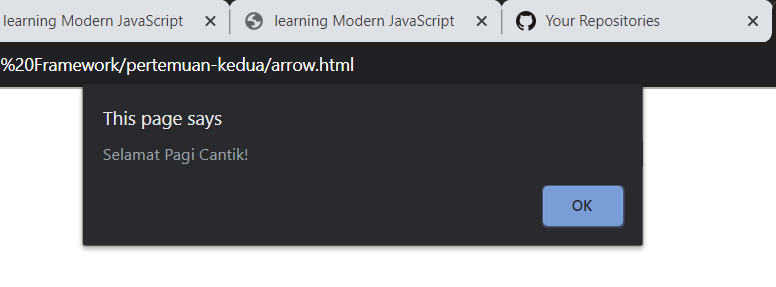 learning Modern JavaScript
learning Modern JavaScript
Your Repositories
%20Framework/pertemuan-kedua/arrow.html
This page says
Selamat Pagi Cantik!
OK